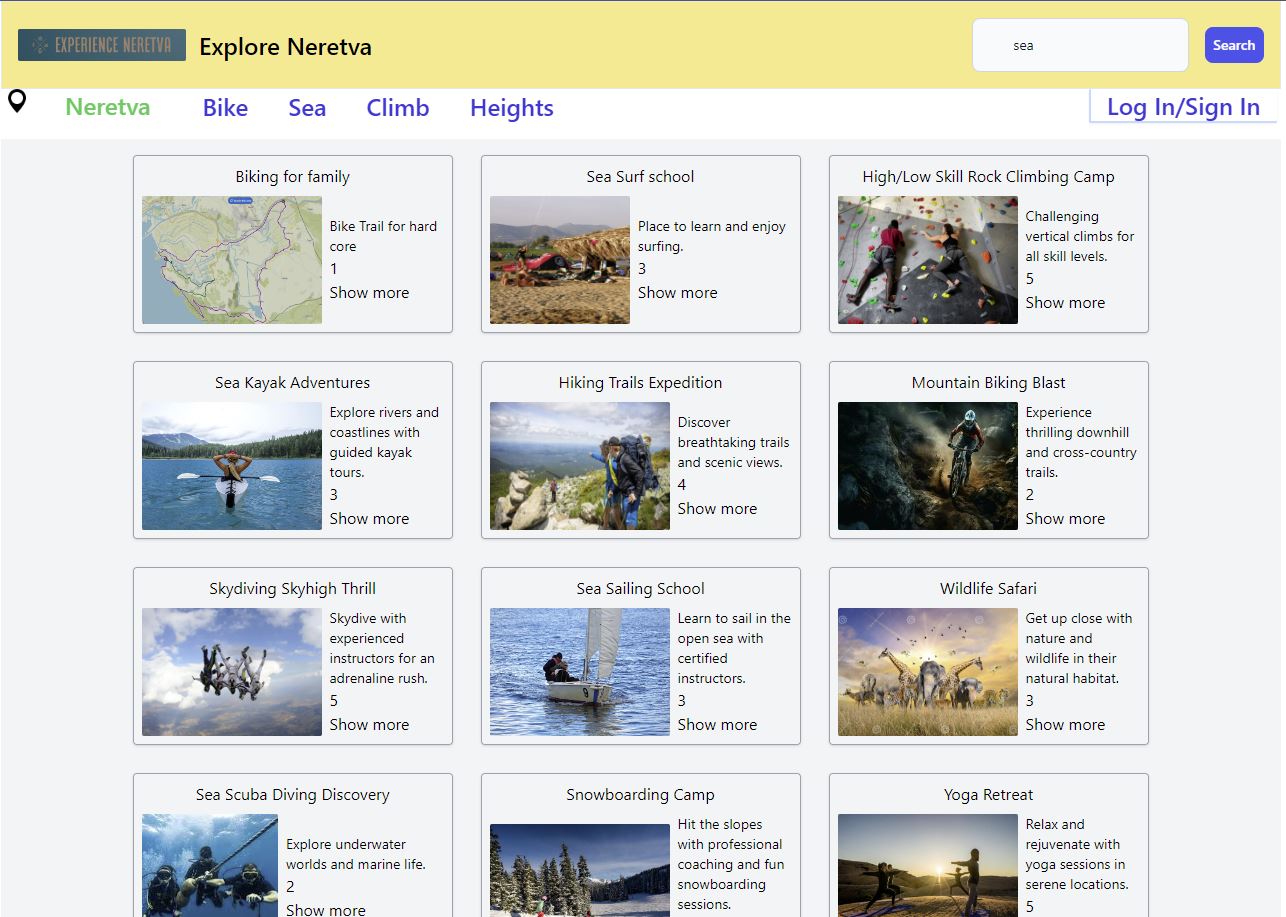 EXPERIENCE NERETVA
Explore Neretva
sea
Search
Neretva
Bike
Sea
Climb
Heights
Log In/Sign In
Biking for family
Bike Trail for hard
core
1
Show more
Sea Surf school
Place to learn and enjoy
surfing.
3
Show more
High/Low Skill Rock Climbing Camp
Challenging
vertical climbs for
all skill levels.
5
Show more
Sea Kayak Adventures
Explore rivers and
coastlines with
guided kayak
tours.
3
Show more
Hiking Trails Expedition
Discover
breathtaking trails
and scenic views.
4
Show more
Mountain Biking Blast
Experience
thrilling downhill
and cross-country
trails.
2
Show more
Skydiving Skyhigh Thrill
Skydive with
experienced
instructors for an
adrenaline rush.
5
Show more
Sea Sailing School
9
Learn to sail in the
open sea with
certified
instructors.
3
Show more
Wildlife Safari
Get up close with
nature and
wildlife in their
natural habitat.
3
Show more
Sea Scuba Diving Discovery
Explore underwater
worlds and marine life.
2
Show more
Snowboarding Camp
Hit the slopes
with professional
coaching and fun
snowboarding
sessions.
Yoga Retreat
Relax and
rejuvenate with
yoga sessions in
serene locations.
5